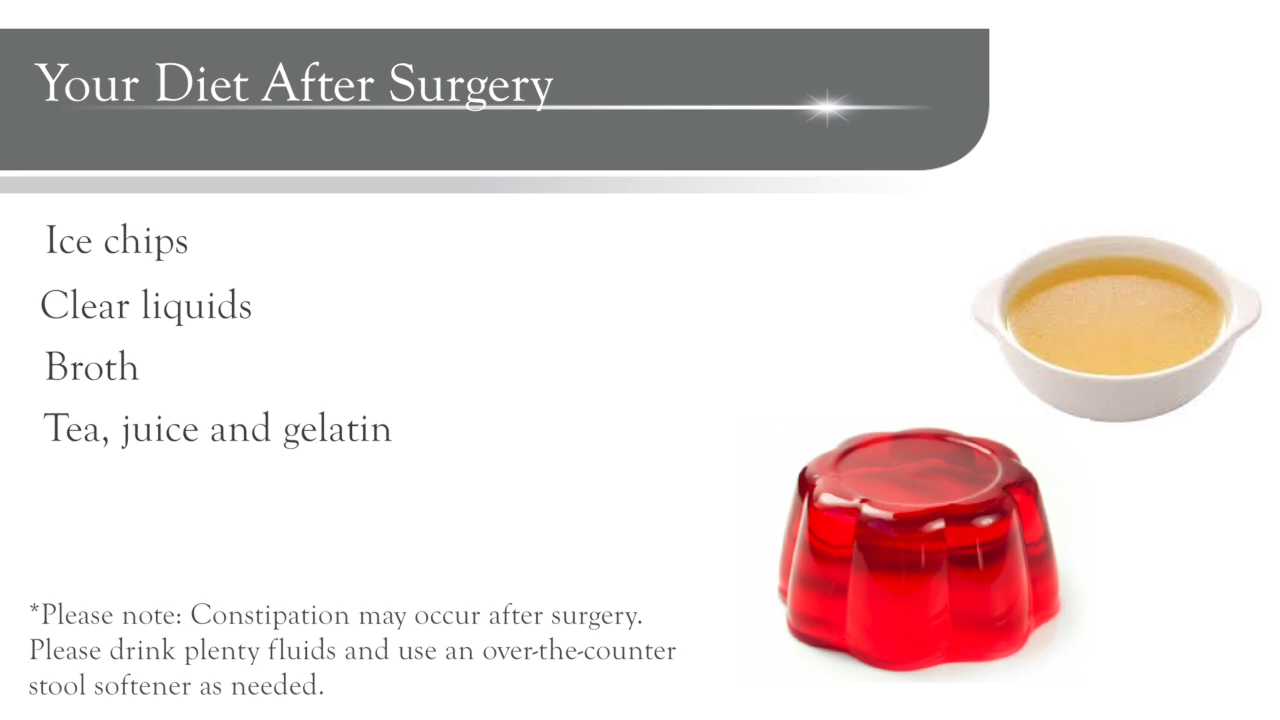 Your Diet After Surgery
Ice chips
Clear liquids
Broth
Tea, juice and gelatin
*Please note: Constipation may occur after surgery.
Please drink plenty fluids and use an over-the-counter
stool softener as needed.